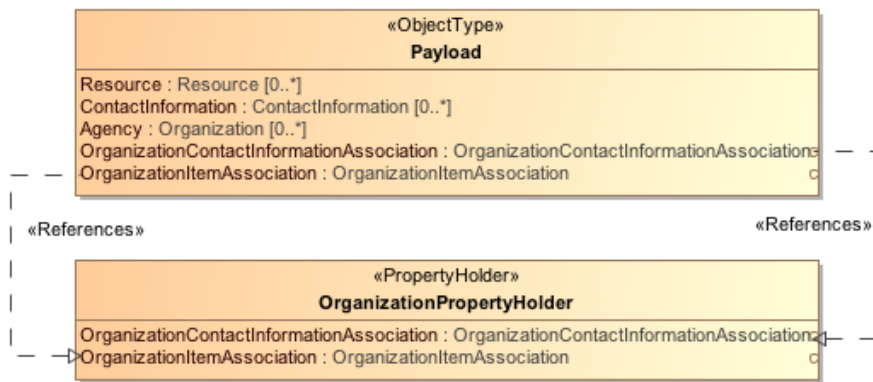 «ObjectType»
Payload
Resource : Resource [0..*]
ContactInformation : ContactInformation [0..*]
Agency : Organization [0..*]
OrganizationContactInformationAssociation : OrganizationContactInformationAssociation
OrganizationItemAssociation : OrganizationItemAssociation
«References»
«References»
«PropertyHolder»
OrganizationPropertyHolder
OrganizationContactInformationAssociation : OrganizationContactInformationAssociation
OrganizationItemAssociation : OrganizationItemAssociation